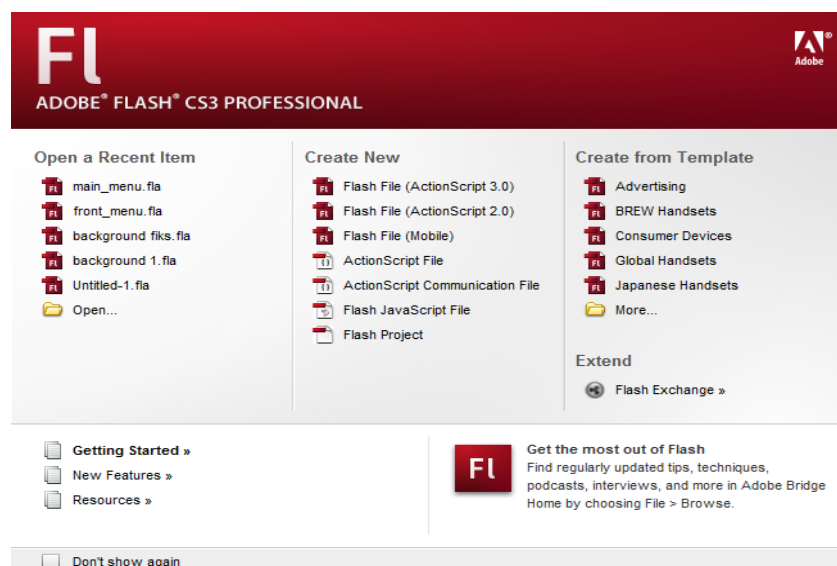 Fl
Adobe®
ADOBE® FLASH® CS3 PROFESSIONAL
Open a Recent Item
main_menu.fla
front_menu.fla
background fiks.fla
background 1.fla
Untitled-1.fla
Open...
Create New
Flash File (ActionScript 3.0)
Flash File (ActionScript 2.0)
Flash File (Mobile)
ActionScript File
ActionScript Communication File
Flash JavaScript File
Flash Project
Create from Template
Advertising
BREW Handsets
Consumer Devices
Global Handsets
Japanese Handsets
More...
Extend
Flash Exchange »
Getting Started »
New Features »
Resources »
Fl
Get the most out of Flash
Find regularly updated tips, techniques,
podcasts, interviews, and more in Adobe Bridge
Home by choosing File > Browse.
Don't show again